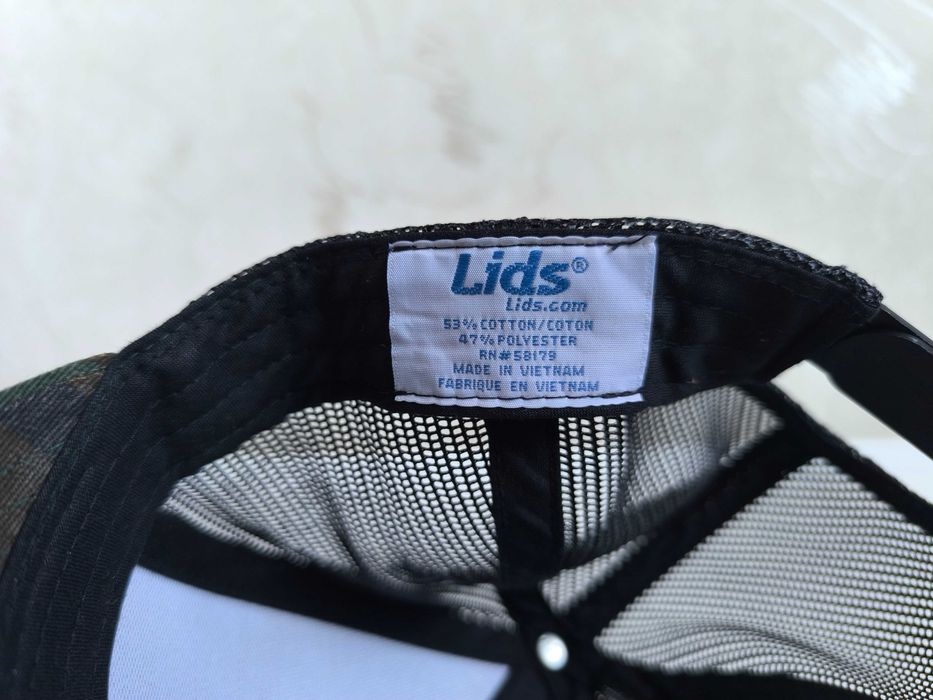 Lids®
Lids.com
53% COTTON/COTON
47% POLYESTER
RN#58179
MADE IN VIETNAM
FABRIQUE EN VIETNAM